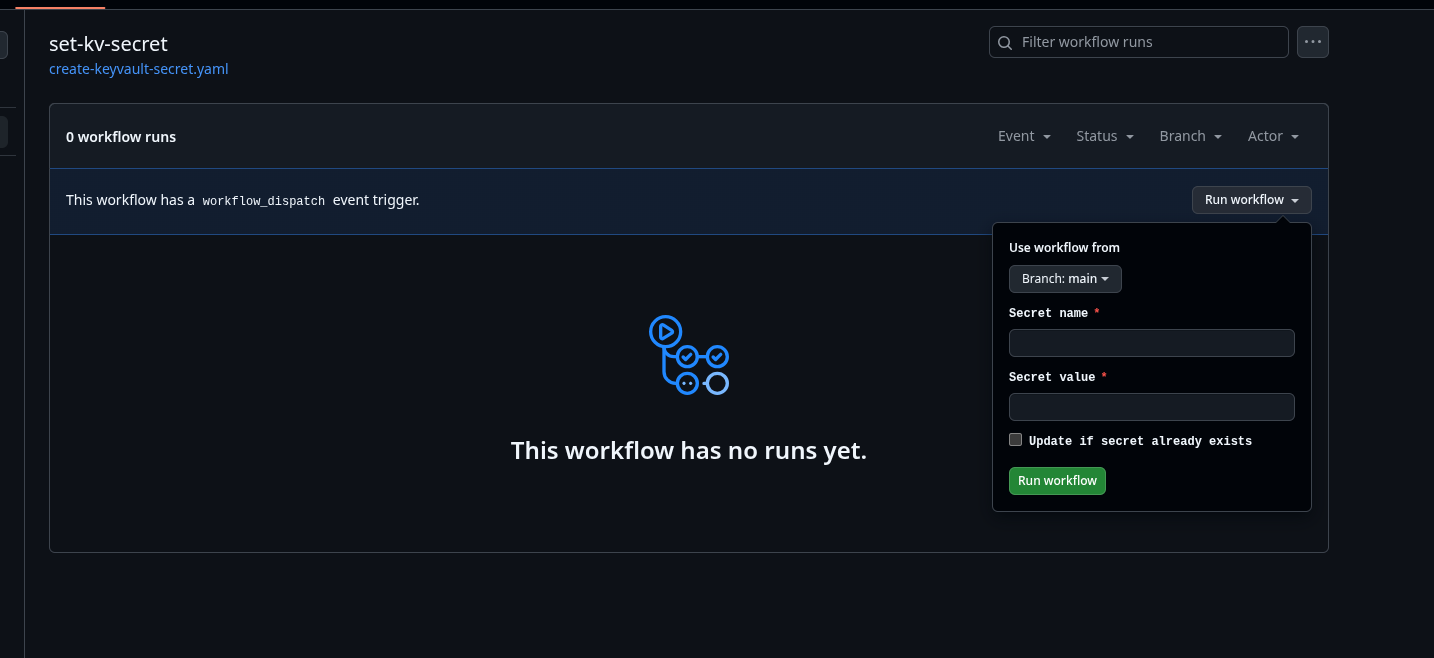 set-kv-secret
create-keyvault-secret.yaml
Filter workflow runs
0 workflow runs
Event Status Branch Actor
This workflow has a workflow_dispatch event trigger.
Run workflow
Use workflow from
Branch: main
Secret name *
Secret value *
Update if secret already exists
Run workflow
This workflow has no runs yet.